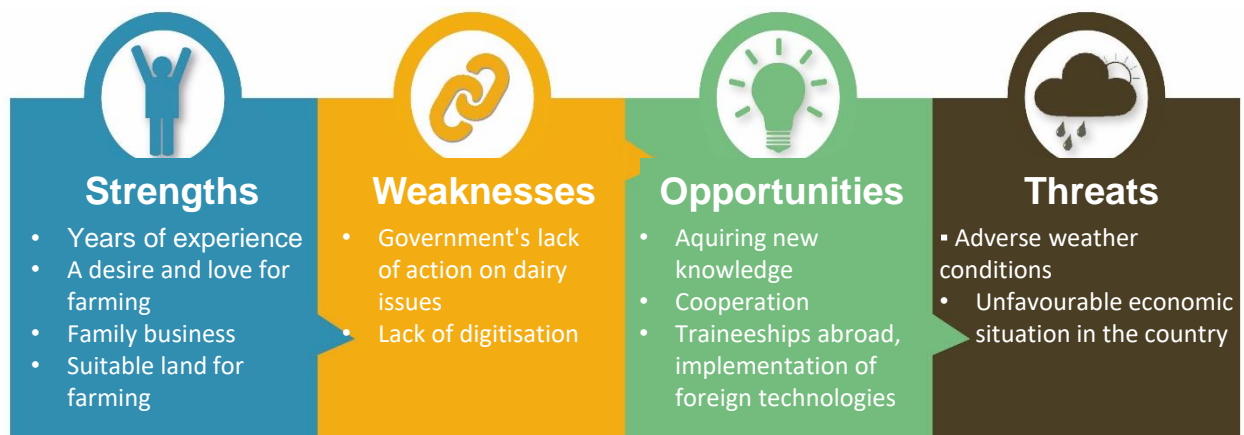 Strengths
• Years of experience
• A desire and love for
farming
• Family business
• Suitable land for
farming
Weaknesses
• Government's lack
of action on dairy
issues
• Lack of digitisation
Opportunities
• Aquiring new
knowledge
• Cooperation
• Traineeships abroad,
implementation of
foreign technologies
Threats
▪ Adverse weather
conditions
• Unfavourable economic
situation in the country